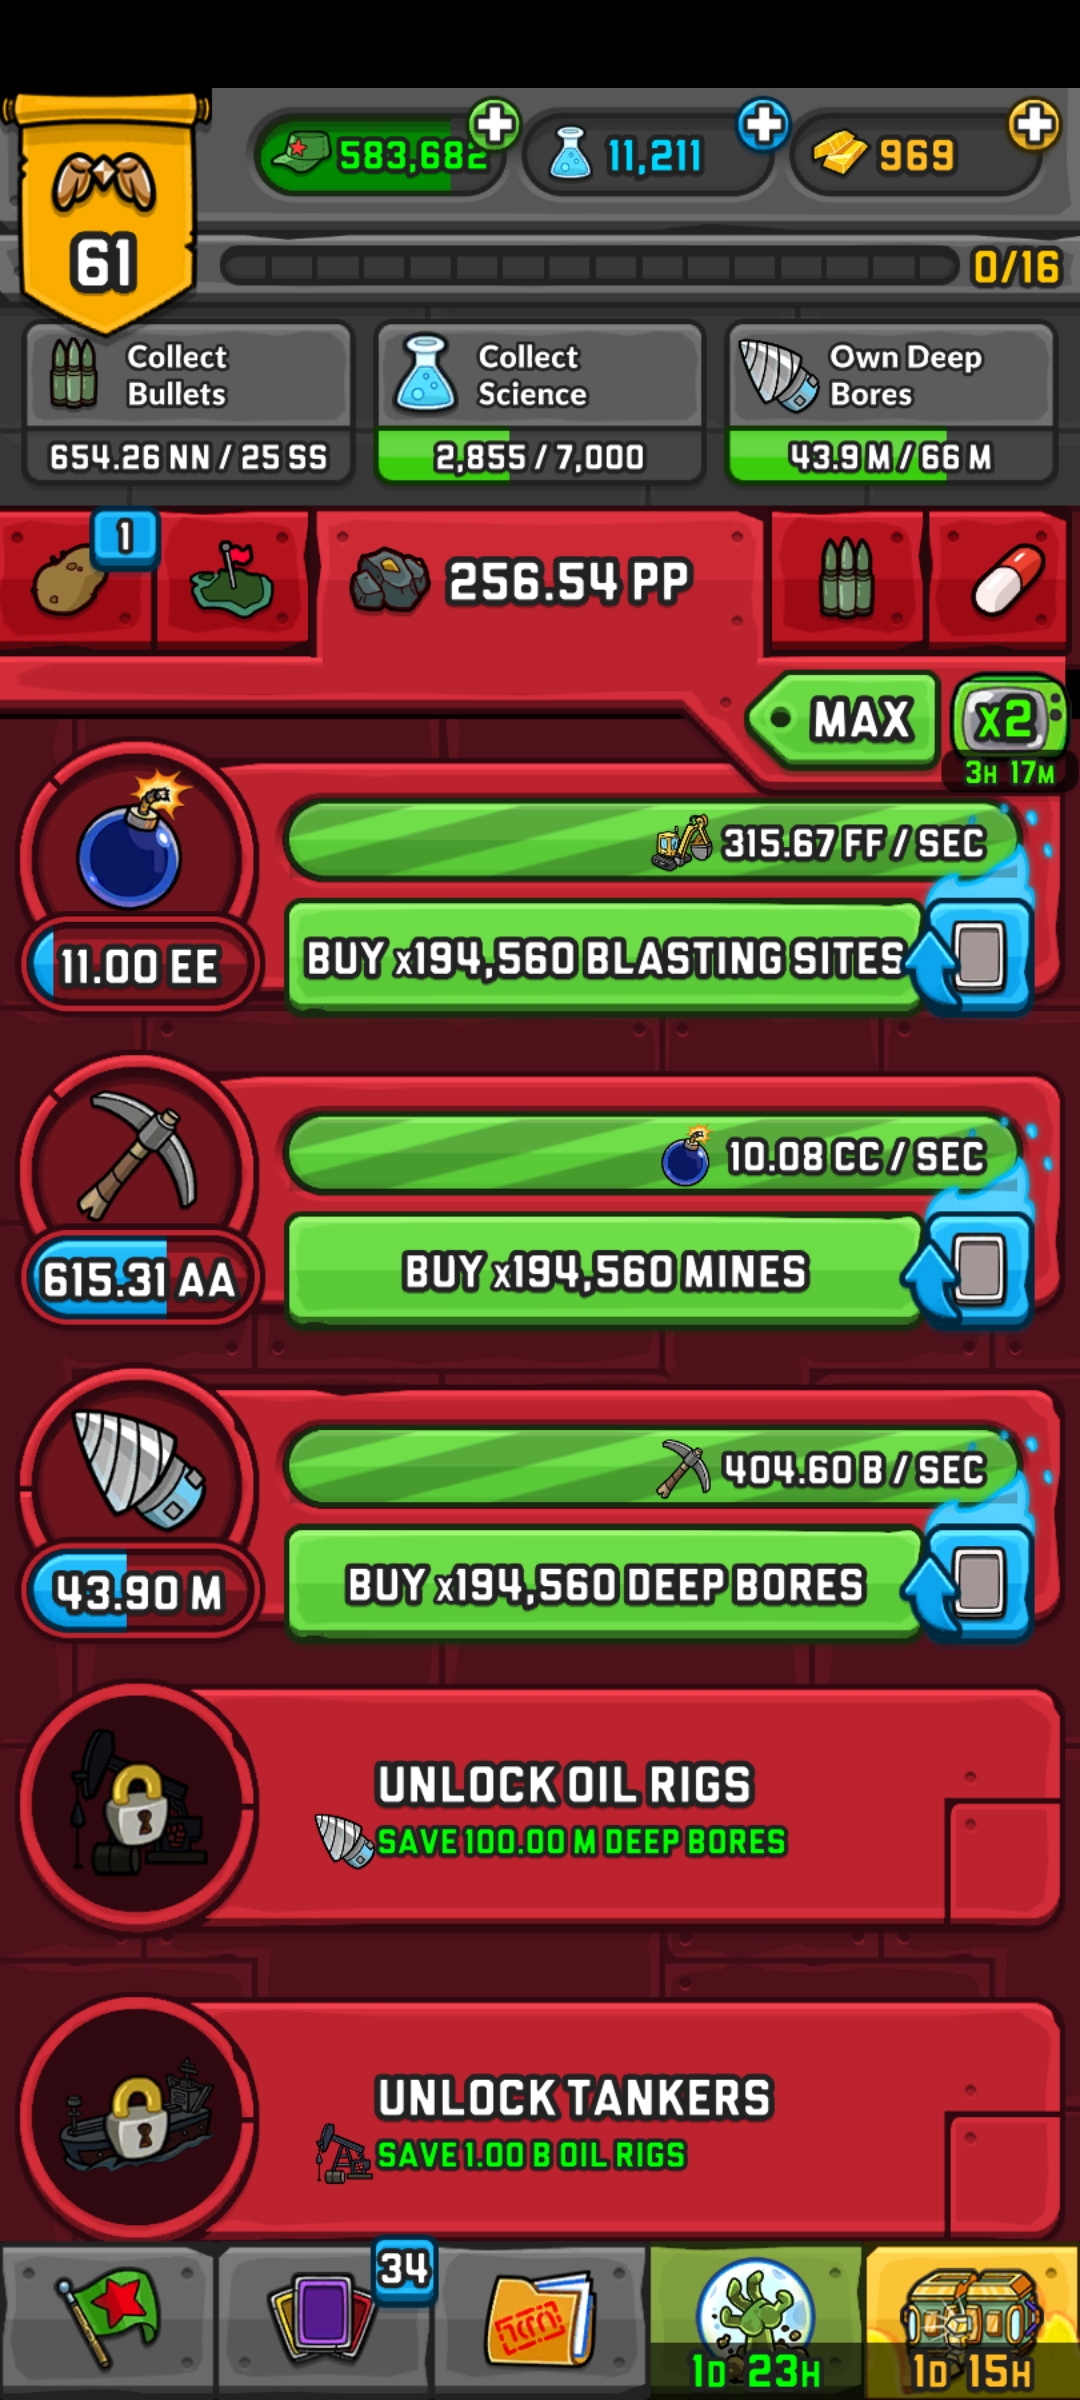 583,682
11,211
969
61
0/16
Collect Bullets
654.26 NN / 25 SS
Collect Science
2,855 / 7,000
Own Deep Bores
43.9 M / 66 M
1
256.54 PP
MAX
x2
3H 17M
315.67 FF / SEC
11.00 EE
BUY x194,560 BLASTING SITES
10.08 CC / SEC
615.31 AA
BUY x194,560 MINES
404.60 B / SEC
43.90 M
BUY x194,560 DEEP BORES
UNLOCK OIL RIGS
SAVE 100.00 M DEEP BORES
UNLOCK TANKERS
SAVE 1.00 B OIL RIGS
34
1D 23H
1D 15H